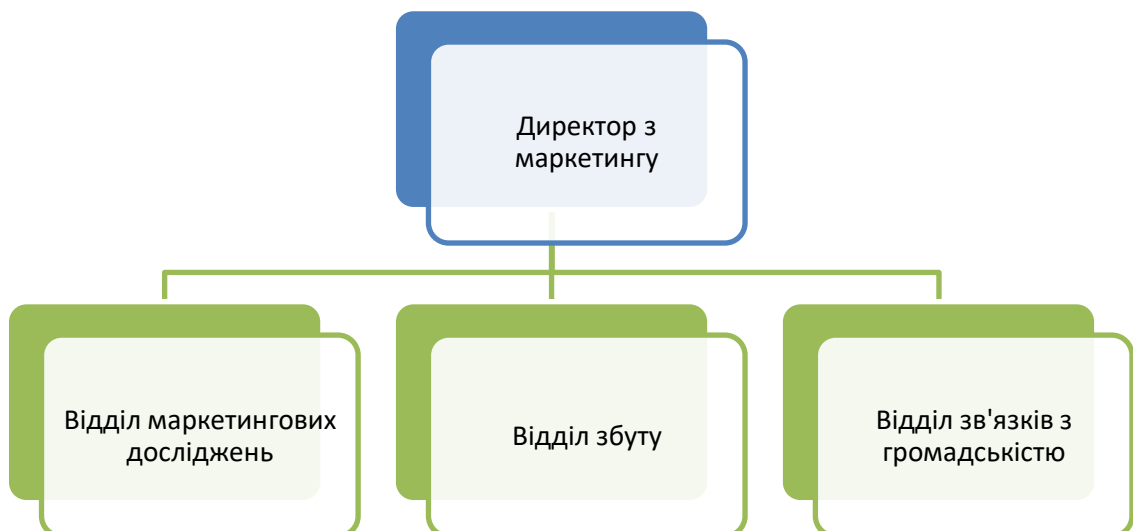 Директор з
маркетингу
Відділ маркетингових
досліджень
Відділ збуту
Відділ зв'язків з
громадськістю